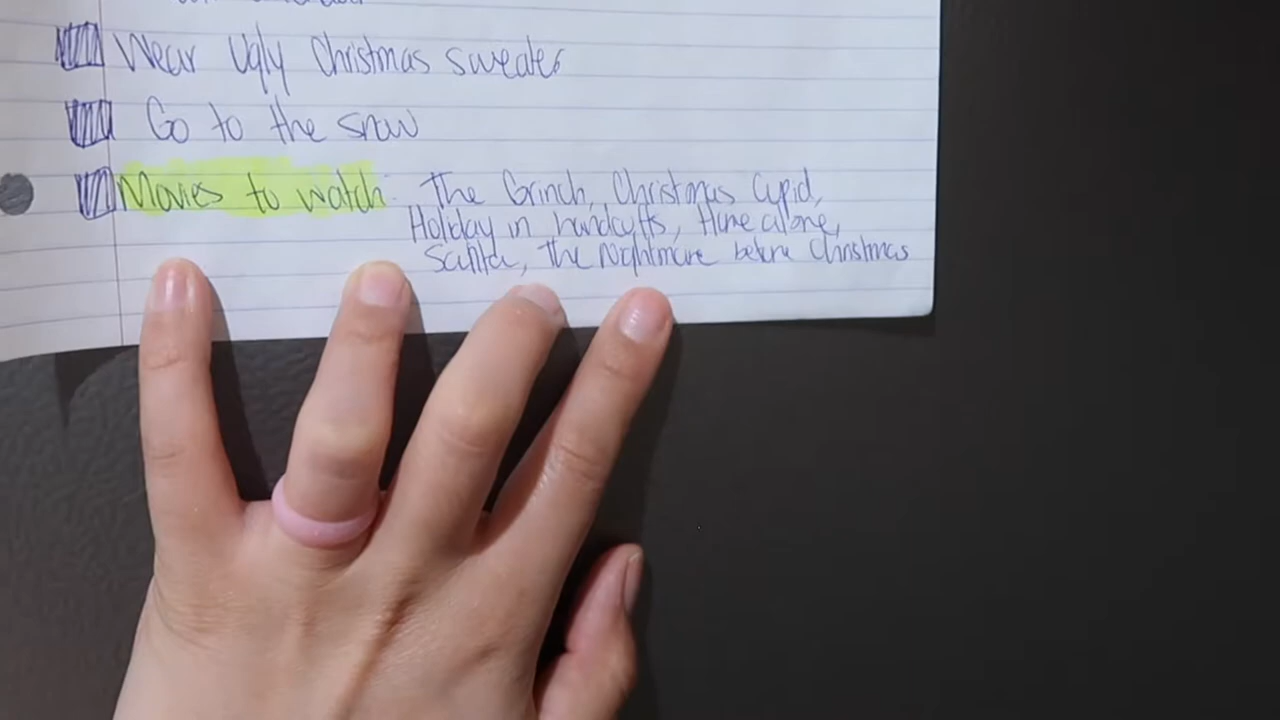 Wear Ugly Christmas sweater
Go to the snow
Movies to watch: The Grinch, Christmas Cupid,
Holiday in handcuffs, Home alone,
Santa, The Nightmare before Christmas